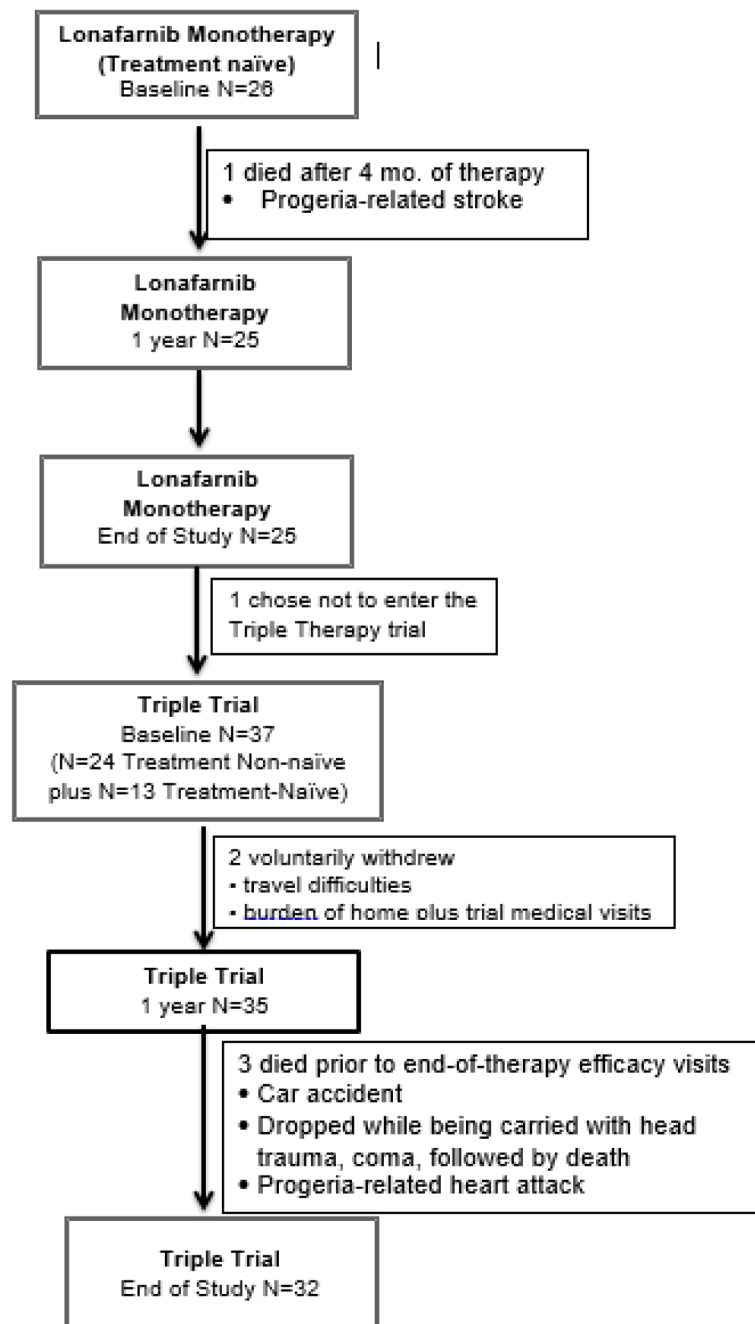 Lonafarnib Monotherapy
(Treatment naïve)
Baseline N=26
1 died after 4 mo. of therapy
• Progeria-related stroke
Lonafarnib
Monotherapy
1 year N=25
Lonafarnib
Monotherapy
End of Study N=25
1 chose not to enter the
Triple Therapy trial
Triple Trial
Baseline N=37
(N=24 Treatment Non-naïve
plus N=13 Treatment-Naïve)
2 voluntarily withdrew
- travel difficulties
- burden of home plus trial medical visits
Triple Trial
1 year N=35
3 died prior to end-of-therapy efficacy visits
• Car accident
• Dropped while being carried with head
trauma, coma, followed by death
• Progeria-related heart attack
Triple Trial
End of Study N=32